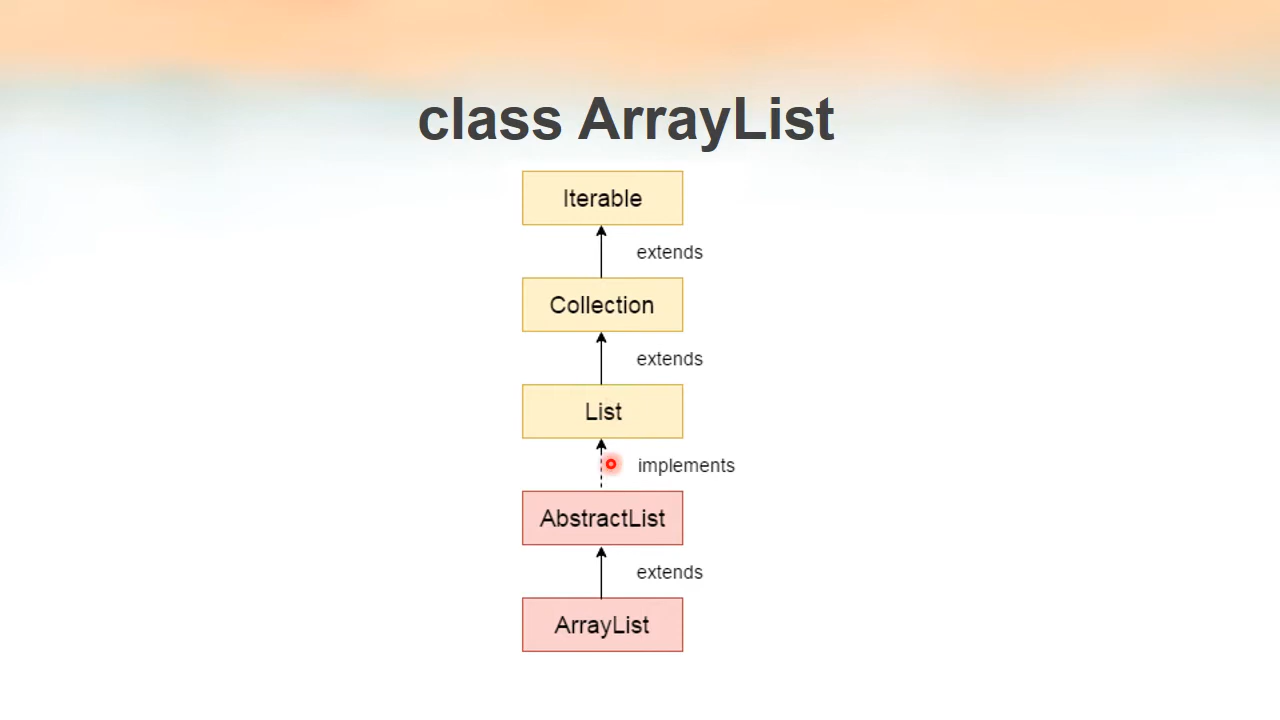 class ArrayList
Iterable
extends
Collection
extends
List
implements
AbstractList
extends
ArrayList